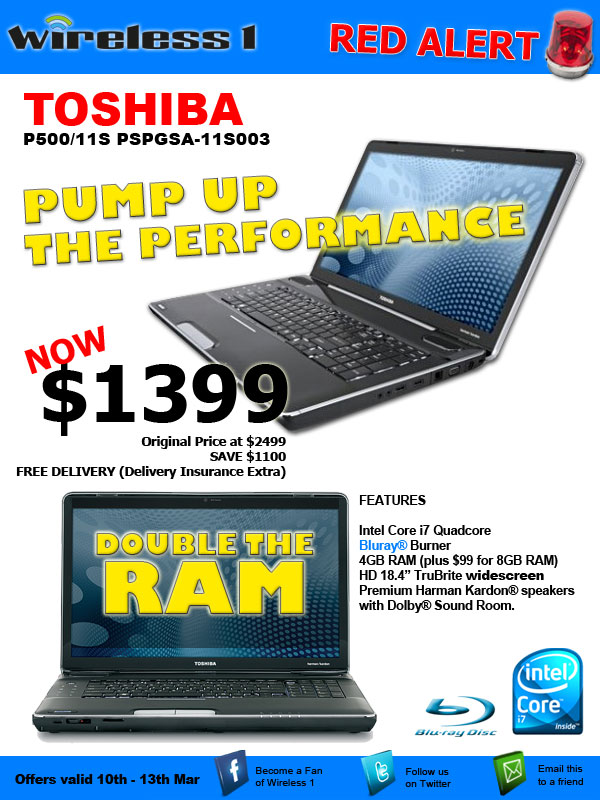 wireless 1
RED ALERT
TOSHIBA
P500/11S PSPGSA-11S003
PUMP UP
THE PERFORMANCE
NOW
$1399
Original Price at $2499
SAVE $1100
FREE DELIVERY (Delivery Insurance Extra)
FEATURES
Intel Core i7 Quadcore
Bluray® Burner
4GB RAM (plus $99 for 8GB RAM)
HD 18.4” TruBrite widescreen
Premium Harman Kardon® speakers
with Dolby® Sound Room.
DOUBLE THE
RAM
TOSHIBA
harman/kardon
Blu-ray Disc
intel
Core™
i7
inside™
Offers valid 10th - 13th Mar
Become a Fan
of Wireless 1
Follow us
on Twitter
Email this
to a friend